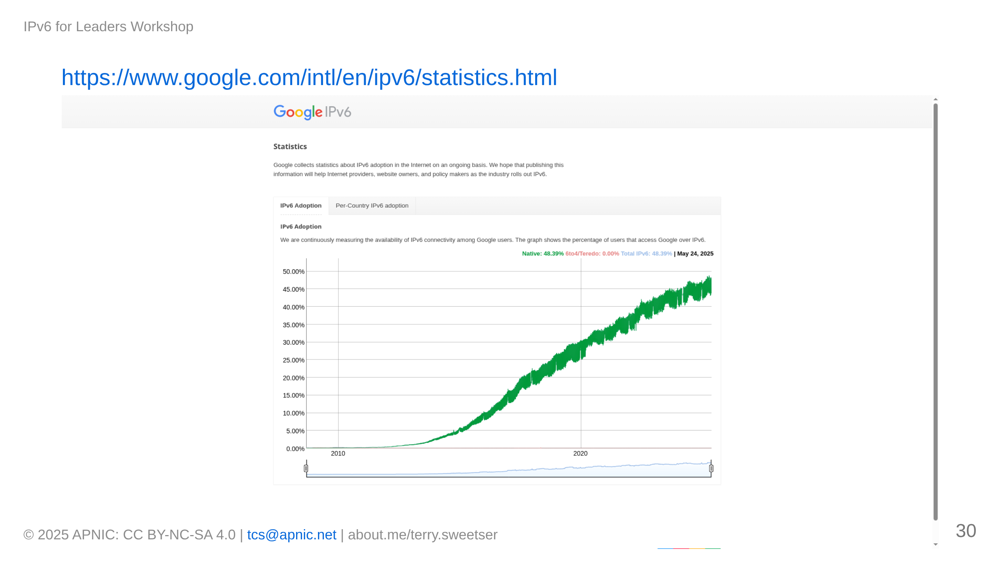 IPv6 for Leaders Workshop
https://www.google.com/intl/en/ipv6/statistics.html
Google IPv6
Statistics
Google collects statistics about IPv6 adoption in the Internet on an ongoing basis. We hope that publishing this
information will help Internet providers, website owners, and policy makers as the industry rolls out IPv6.
IPv6 Adoption Per-Country IPv6 adoption
IPv6 Adoption
We are continuously measuring the availability of IPv6 connectivity among Google users. The graph shows the percentage of users that access Google over IPv6.
Native: 48.39% 6to4/Teredo: 0.00% Total IPv6: 48.39% | May 24, 2025
50.00%
45.00%
40.00%
35.00%
30.00%
25.00%
20.00%
15.00%
10.00%
5.00%
0.00%
2010 2020
© 2025 APNIC: CC BY-NC-SA 4.0 | tcs@apnic.net | about.me/terry.sweetser
30